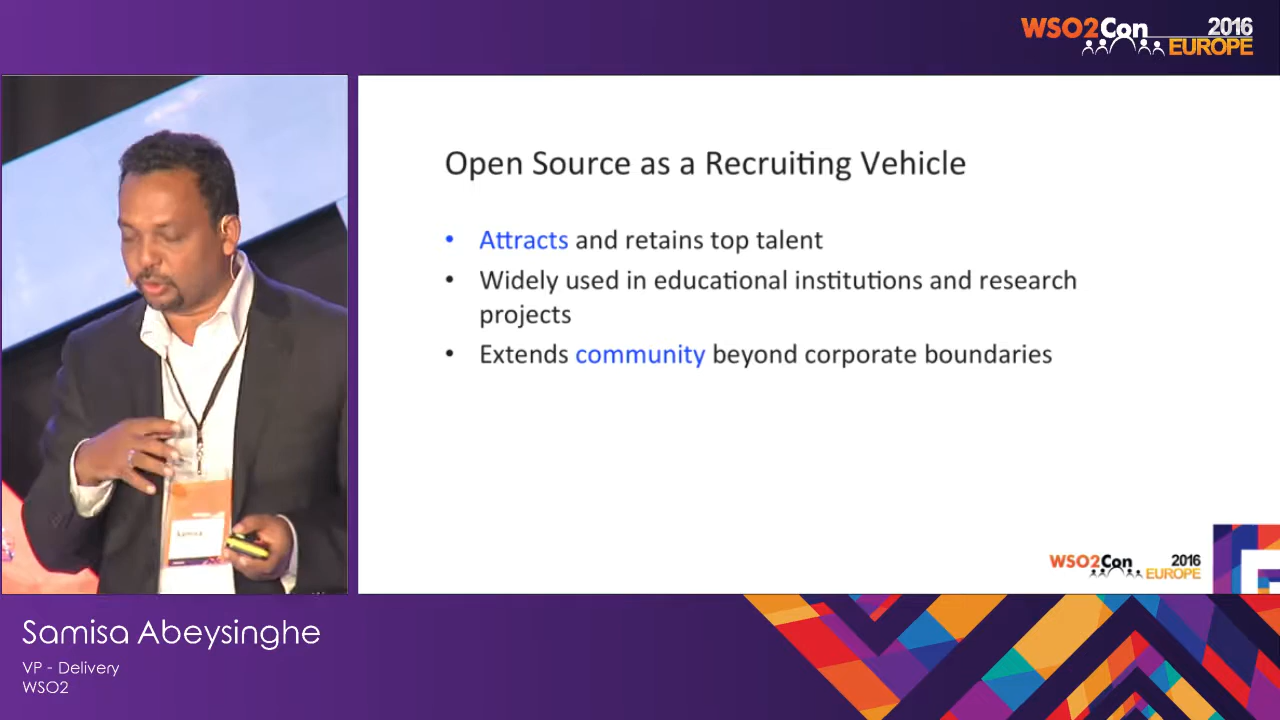 WSO2Con 2016
EUROPE
Open Source as a Recruiting Vehicle
• Attracts and retains top talent
• Widely used in educational institutions and research
projects
• Extends community beyond corporate boundaries
Samisa
WSO2Con 2016
EUROPE
Samisa Abeysinghe
VP - Delivery
WSO2